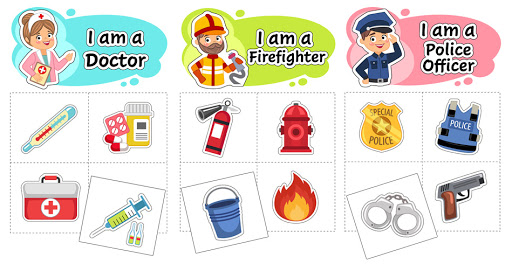 I am a
Doctor
I am a
Firefighter
I am a
Police
Officer
SPECIAL
POLICE
POLICE